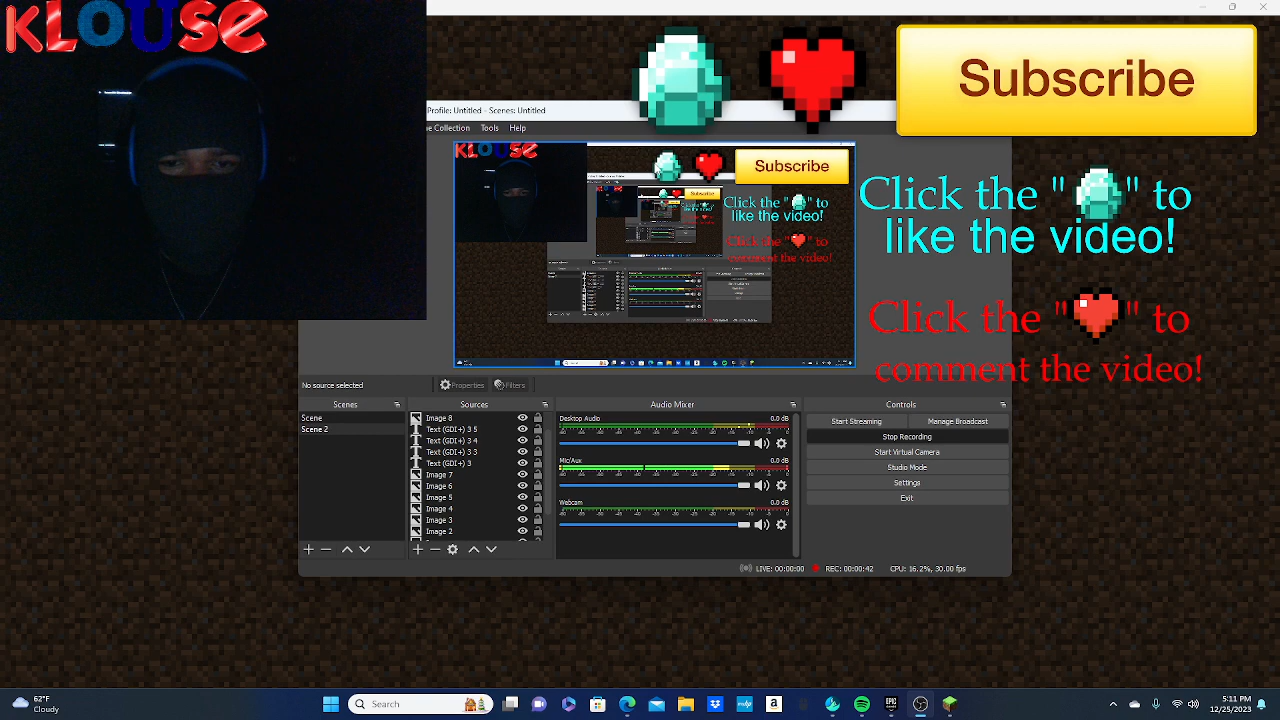 KLOUSE
Subscribe
Profile: Untitled - Scenes: Untitled
ne Collection Tools Help
KLOUSE
Subscribe
Click the " " to
like the video!
Click the " " to
comment the video!
Click the " " to
like the video!
Click the " " to
comment the video!
No source selected
Properties
Filters
Scenes
Sources
Audio Mixer
Controls
Scene
Scene 2
Image 8
Text (GDI+) 3 5
Text (GDI+) 3 4
Text (GDI+) 3 3
Text (GDI+) 3
Image 7
Image 6
Image 5
Image 4
Image 3
Image 2
Desktop Audio
0.0 dB
Mic/Aux
0.0 dB
Webcam
0.0 dB
Start Streaming
Manage Broadcast
Stop Recording
Start Virtual Camera
Studio Mode
Settings
Exit
LIVE: 00:00:00
REC: 00:00:42
CPU: 16.2%, 30.00 fps
62°F
Cloudy
Search
5:11 PM
12/25/2023